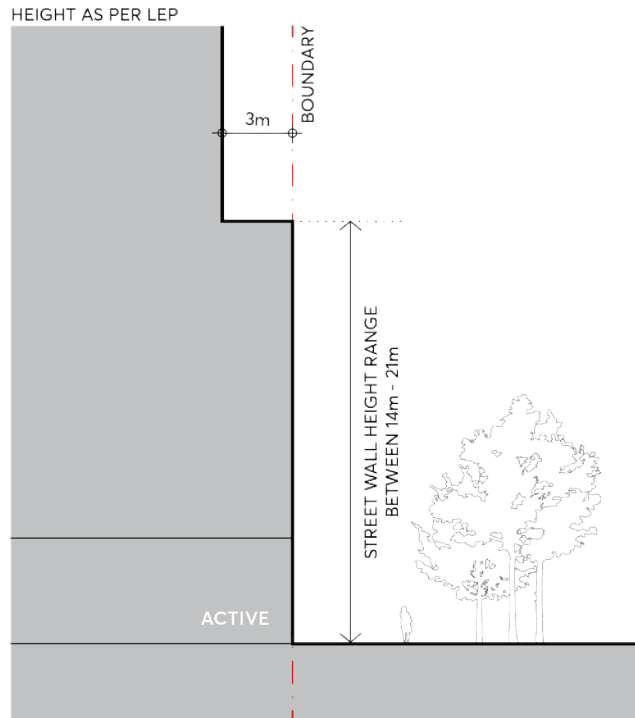 HEIGHT AS PER LEP
BOUNDARY
3m
STREET WALL HEIGHT RANGE
BETWEEN 14m - 21m
ACTIVE